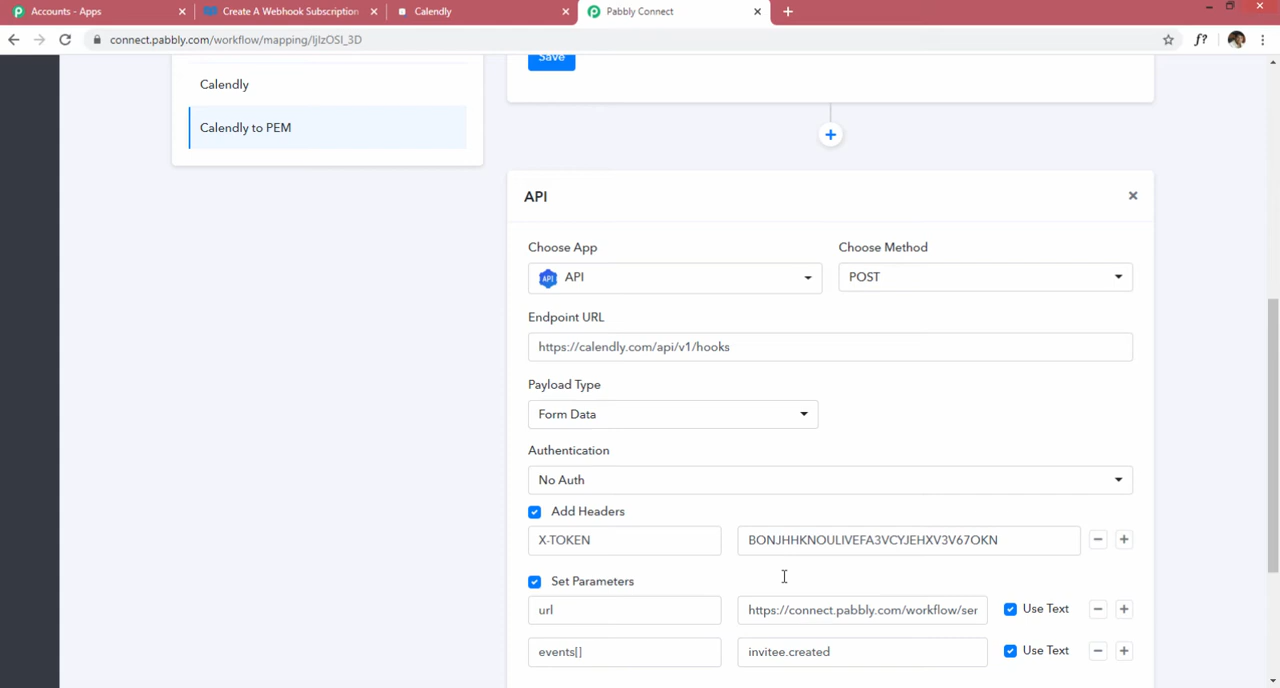 Accounts - Apps
Create A Webhook Subscription
Calendly
Pabbly Connect
connect.pabbly.com/workflow/mapping/IjIzOSI_3D
f?
Save
Calendly
Calendly to PEM
API
Choose App
Choose Method
API API
POST
Endpoint URL
https://calendly.com/api/v1/hooks
Payload Type
Form Data
Authentication
No Auth
Add Headers
X-TOKEN
BONJHHKNOULIVEFA3VCYJEHXV3V67OKN
Set Parameters
url
https://connect.pabbly.com/workflow/ser
Use Text
events[]
invitee.created
Use Text